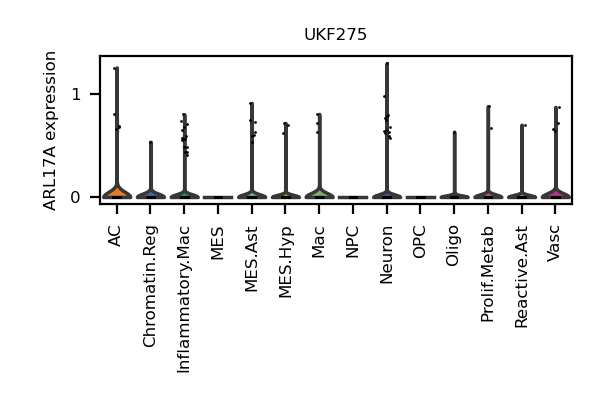 UKF275
ARL17A expression
1
0
AC
Chromatin.Reg
Inflammatory.Mac
MES
MES.Ast
MES.Hyp
Mac
NPC
Neuron
OPC
Oligo
Prolif.Metab
Reactive.Ast
Vasc